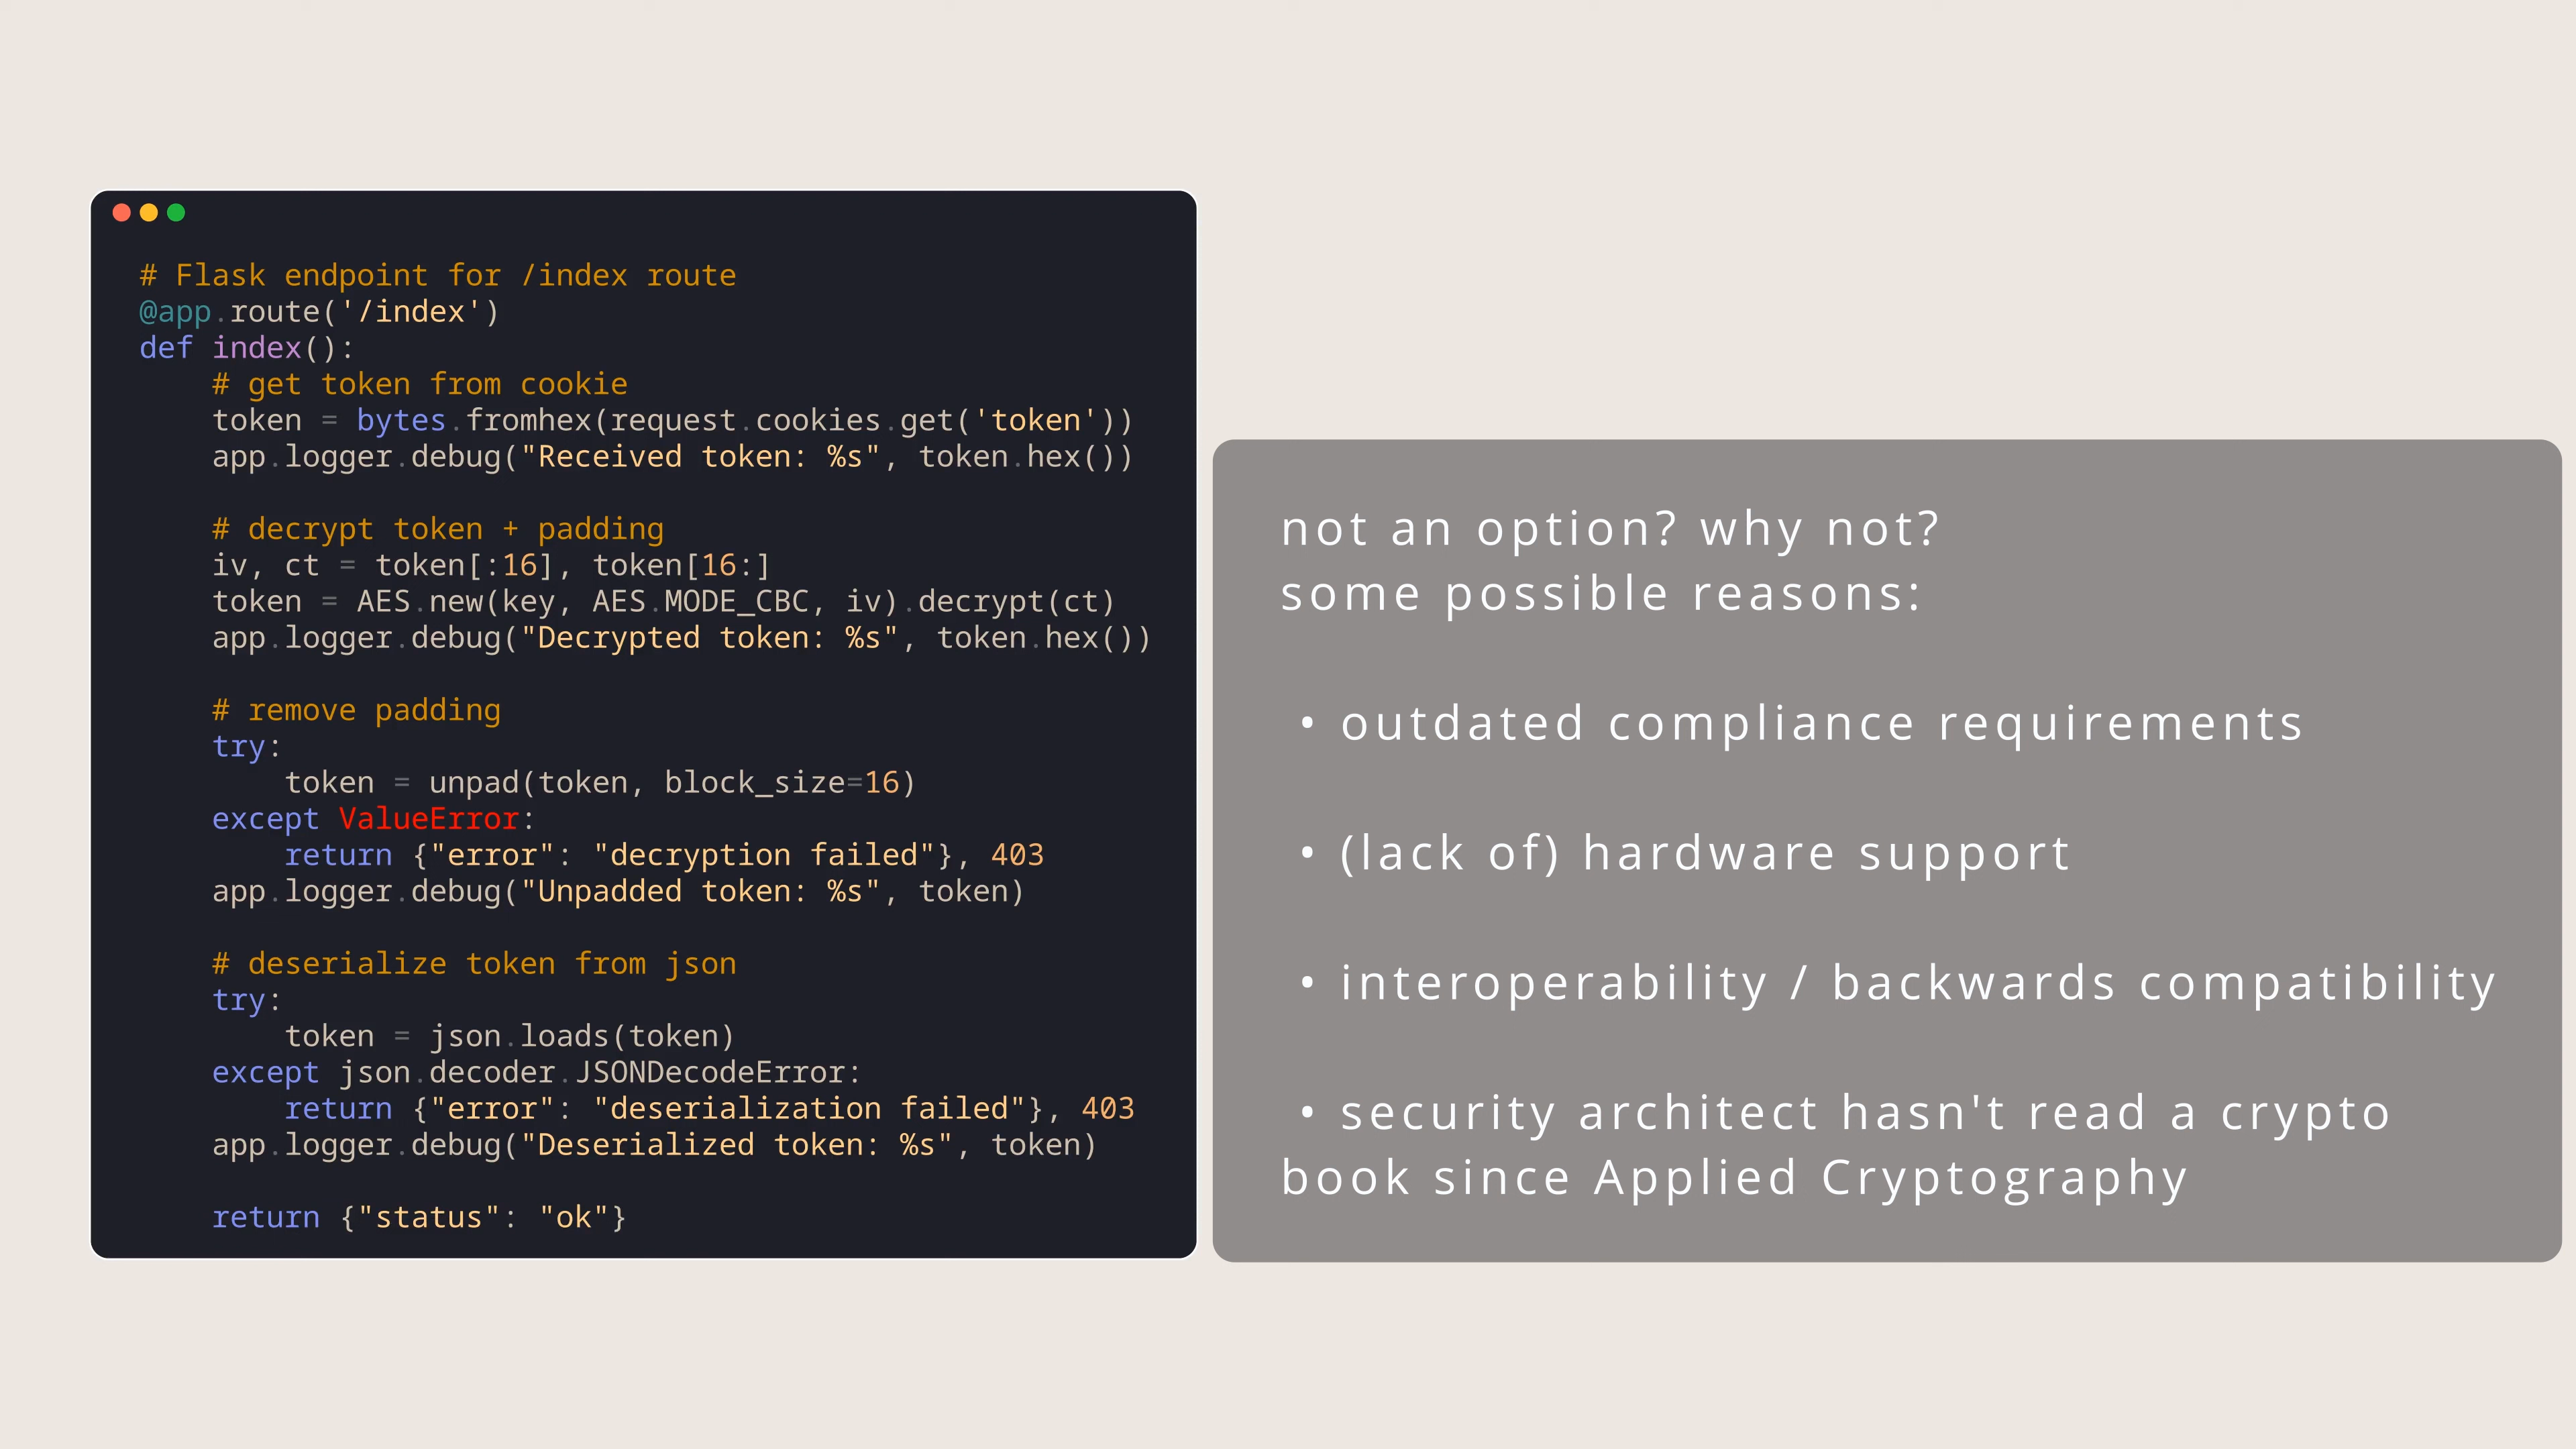 # Flask endpoint for /index route
@app.route('/index')
def index():
    # get token from cookie
    token = bytes.fromhex(request.cookies.get('token'))
    app.logger.debug("Received token: %s", token.hex())

    # decrypt token + padding
    iv, ct = token[:16], token[16:]
    token = AES.new(key, AES.MODE_CBC, iv).decrypt(ct)
    app.logger.debug("Decrypted token: %s", token.hex())

    # remove padding
    try:
        token = unpad(token, block_size=16)
    except ValueError:
        return {"error": "decryption failed"}, 403
    app.logger.debug("Unpadded token: %s", token)

    # deserialize token from json
    try:
        token = json.loads(token)
    except json.decoder.JSONDecodeError:
        return {"error": "deserialization failed"}, 403
    app.logger.debug("Deserialized token: %s", token)

    return {"status": "ok"}
not an option? why not?
some possible reasons:
• outdated compliance requirements
• (lack of) hardware support
• interoperability / backwards compatibility
• security architect hasn't read a crypto
book since Applied Cryptography